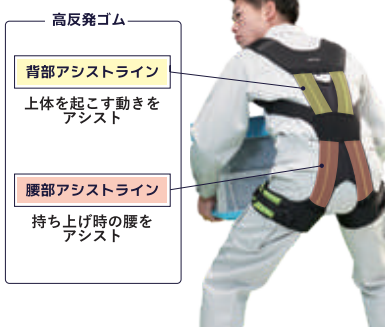 高反発ゴム
背部アシストライン
上体を起こす動きを
アシスト
腰部アシストライン
持ち上げ時の腰を
アシスト